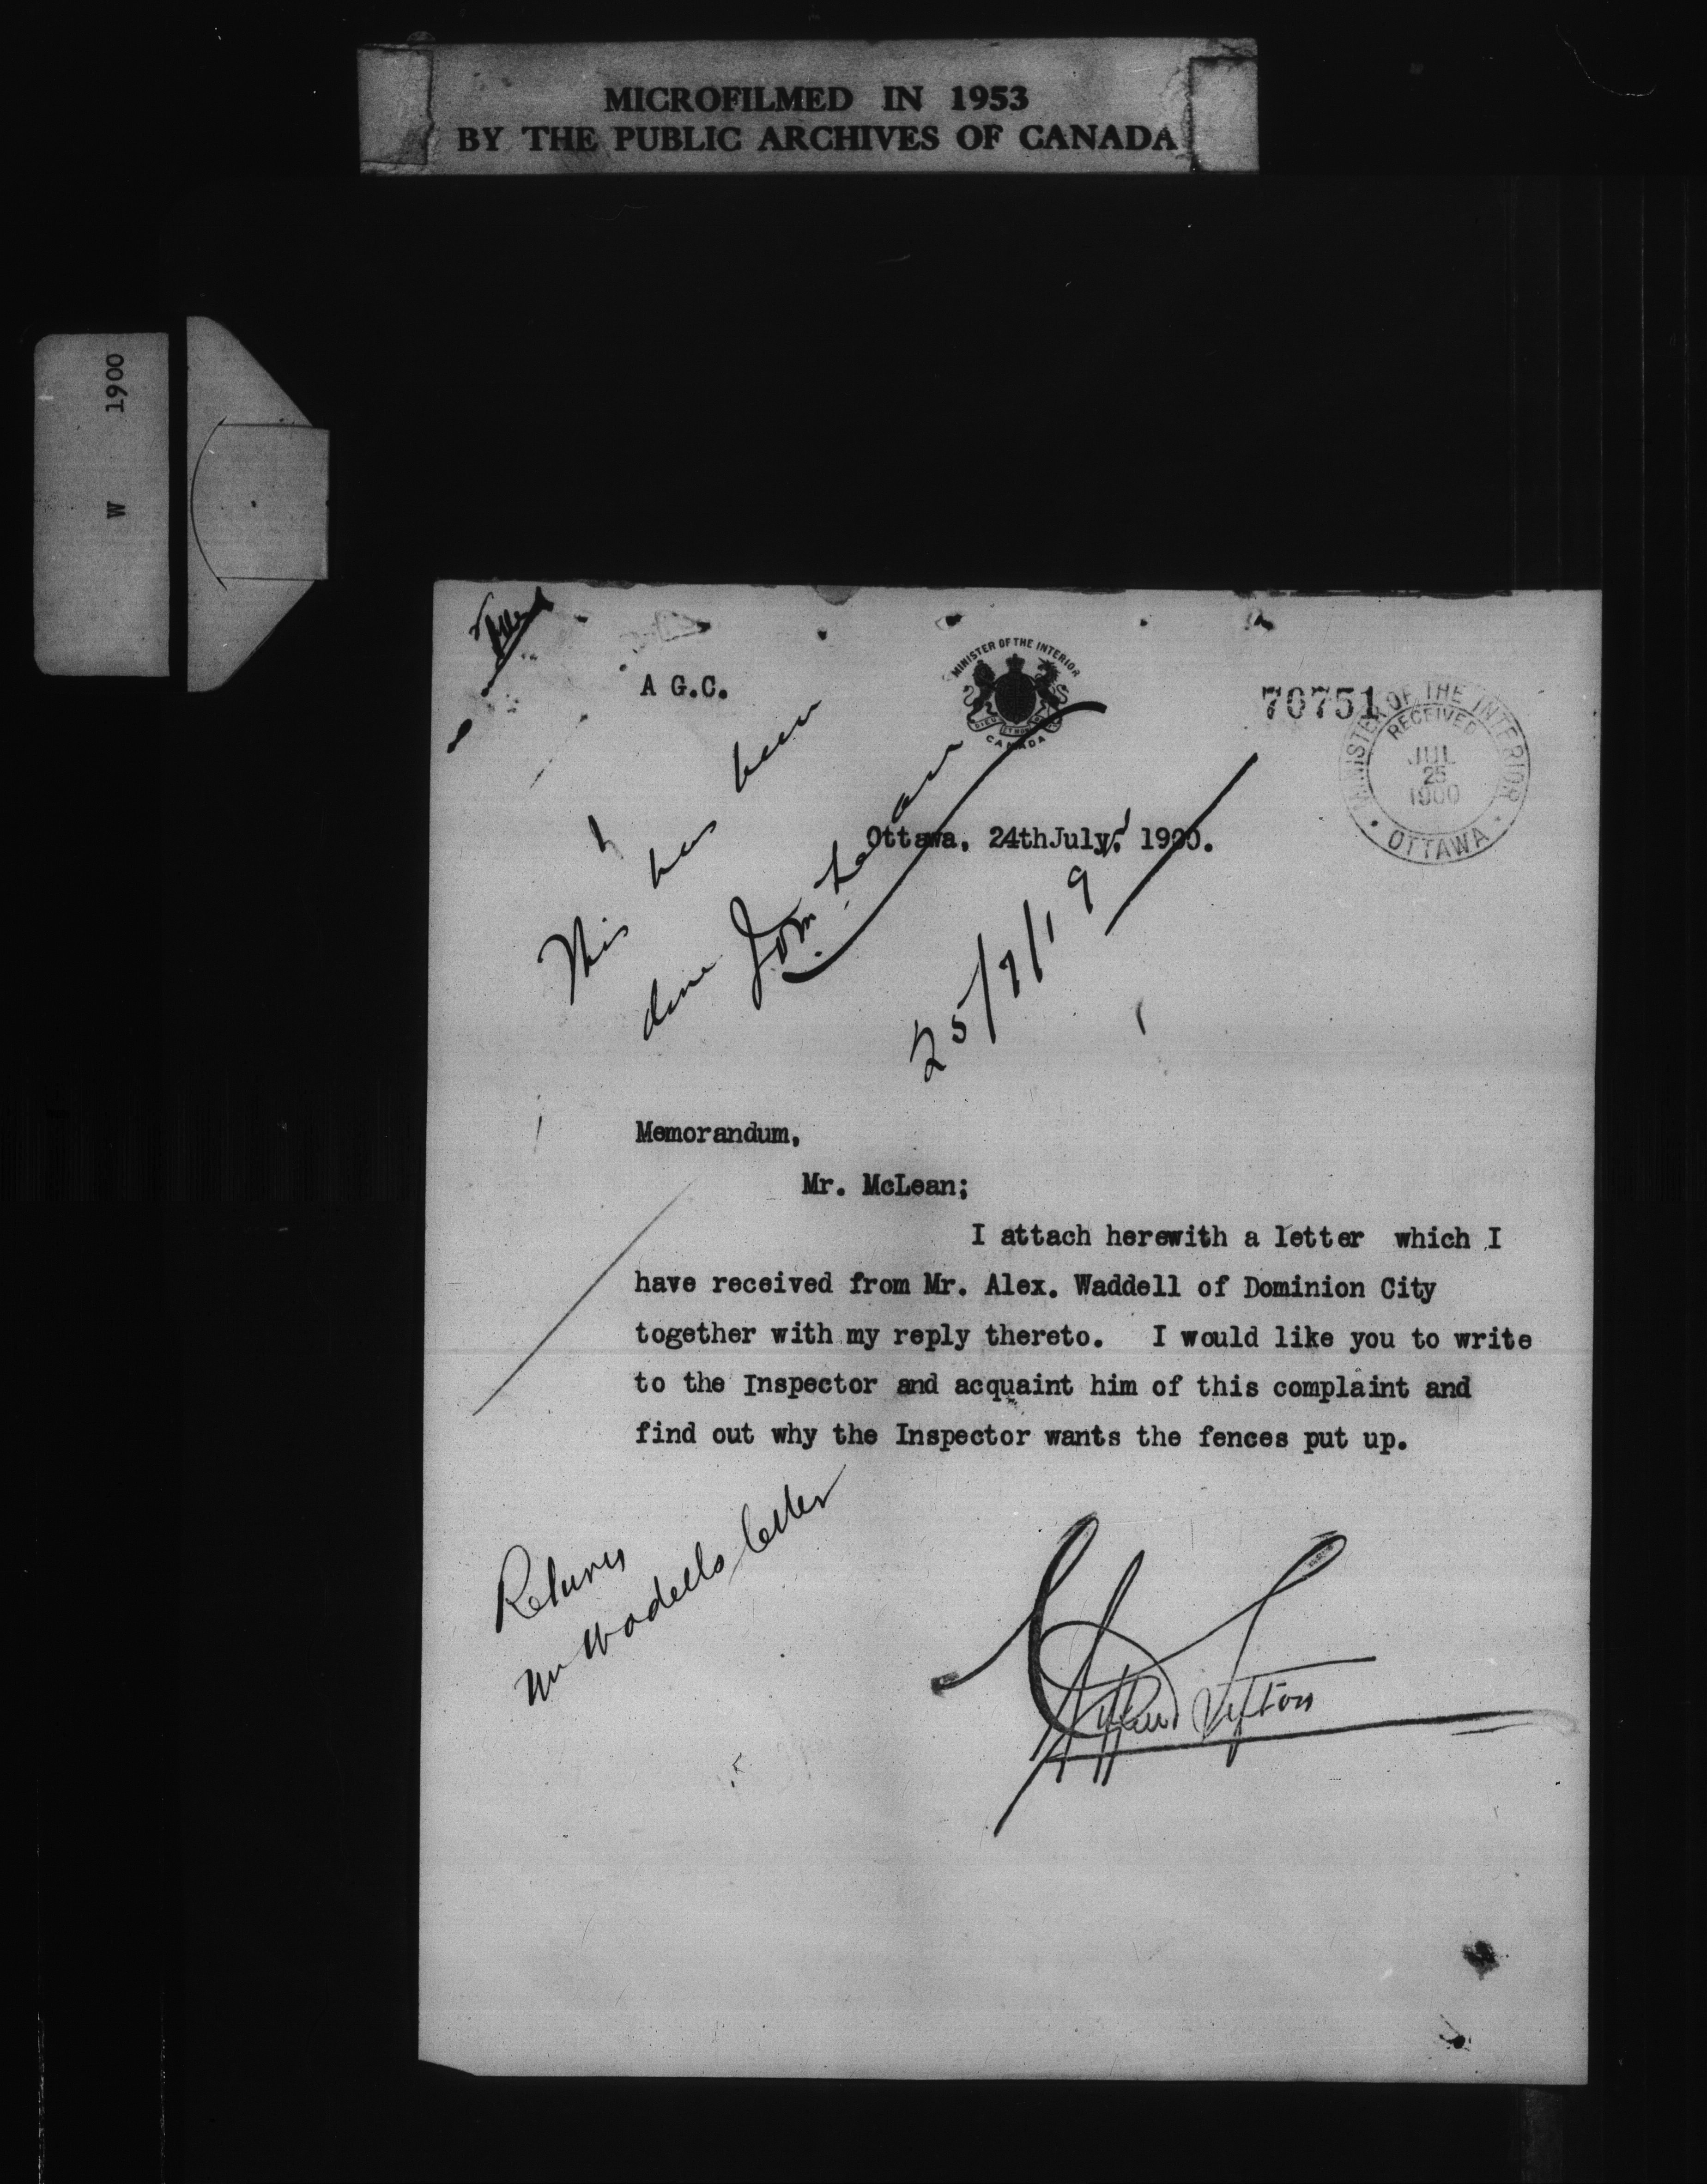 MICROFILMED IN 1953
BY THE PUBLIC ARCHIVES OF CANADA
W 1900
A G.C.
MINISTER OF THE INTERIOR
CANADA
70751
MINISTER OF THE INTERIOR
RECEIVED
JUL
25
1900
OTTAWA
Ottawa, 24thJuly, 1900.
This has been
done
25/7/19
Memorandum,
Mr. McLean;
I attach herewith a letter which I
have received from Mr. Alex. Waddell of Dominion City
together with my reply thereto. I would like you to write
to the Inspector and acquaint him of this complaint and
find out why the Inspector wants the fences put up.
Returns
Mr Wadells letter
Clifford Sifton